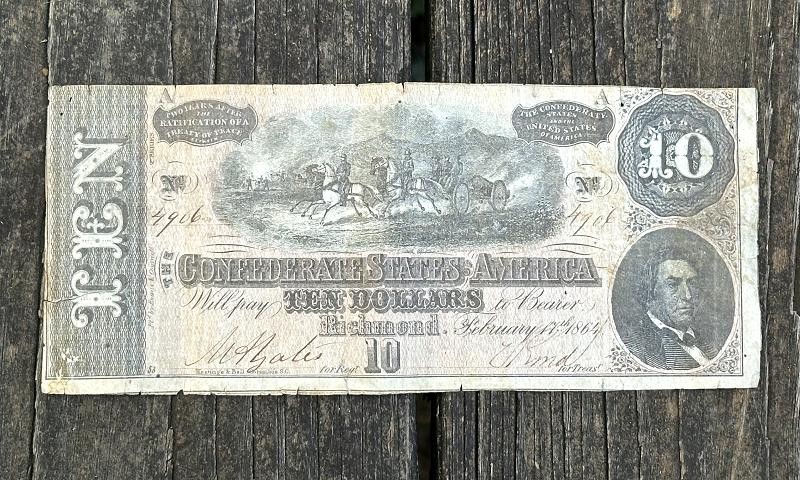 A
A
TWO YEARS AFTER
THE
RATIFICATION OF A
TREATY OF PEACE
BETWEEN
THE CONFEDERATE
STATES
AND THE
UNITED STATES
OF AMERICA
10
TEN
No
No
4906
4906
THE
CONFEDERATE STATES OF AMERICA
Will pay TEN DOLLARS to Bearer
Richmond. February 17th 1864
10
for Regr.
for Treasr.